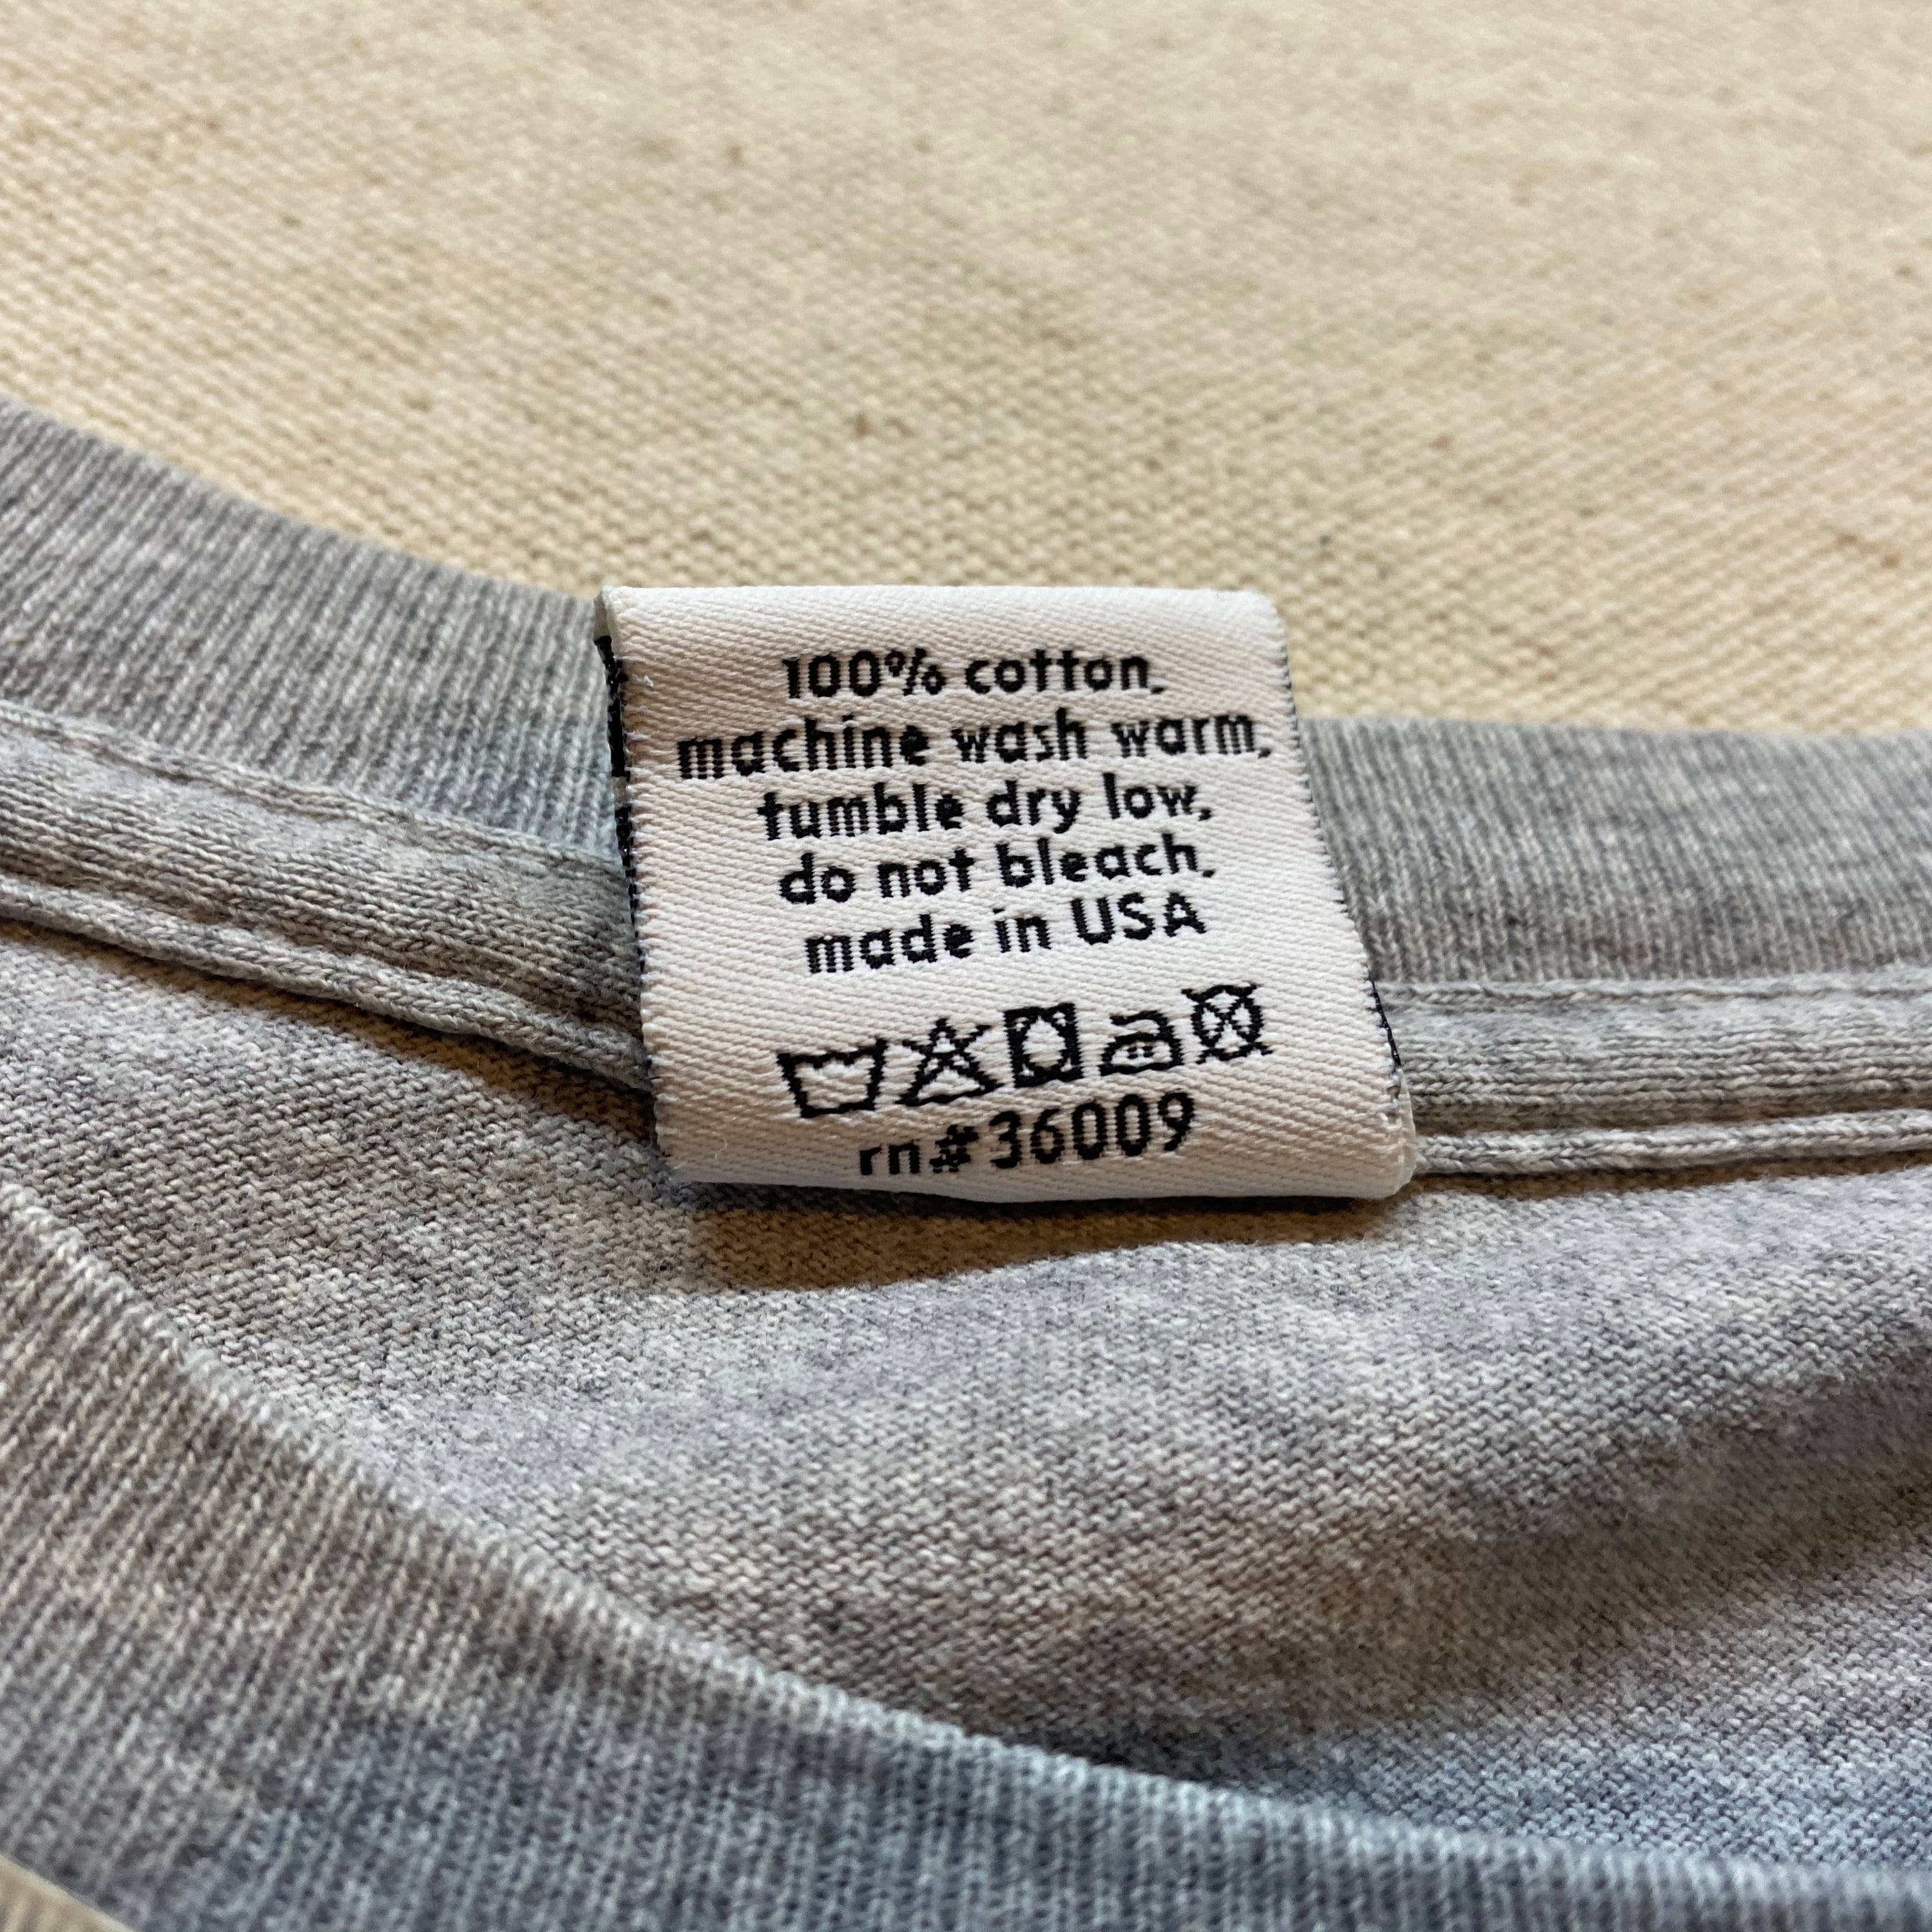 100% cotton.
machine wash warm,
tumble dry low,
do not bleach.
made in USA
rn#36009